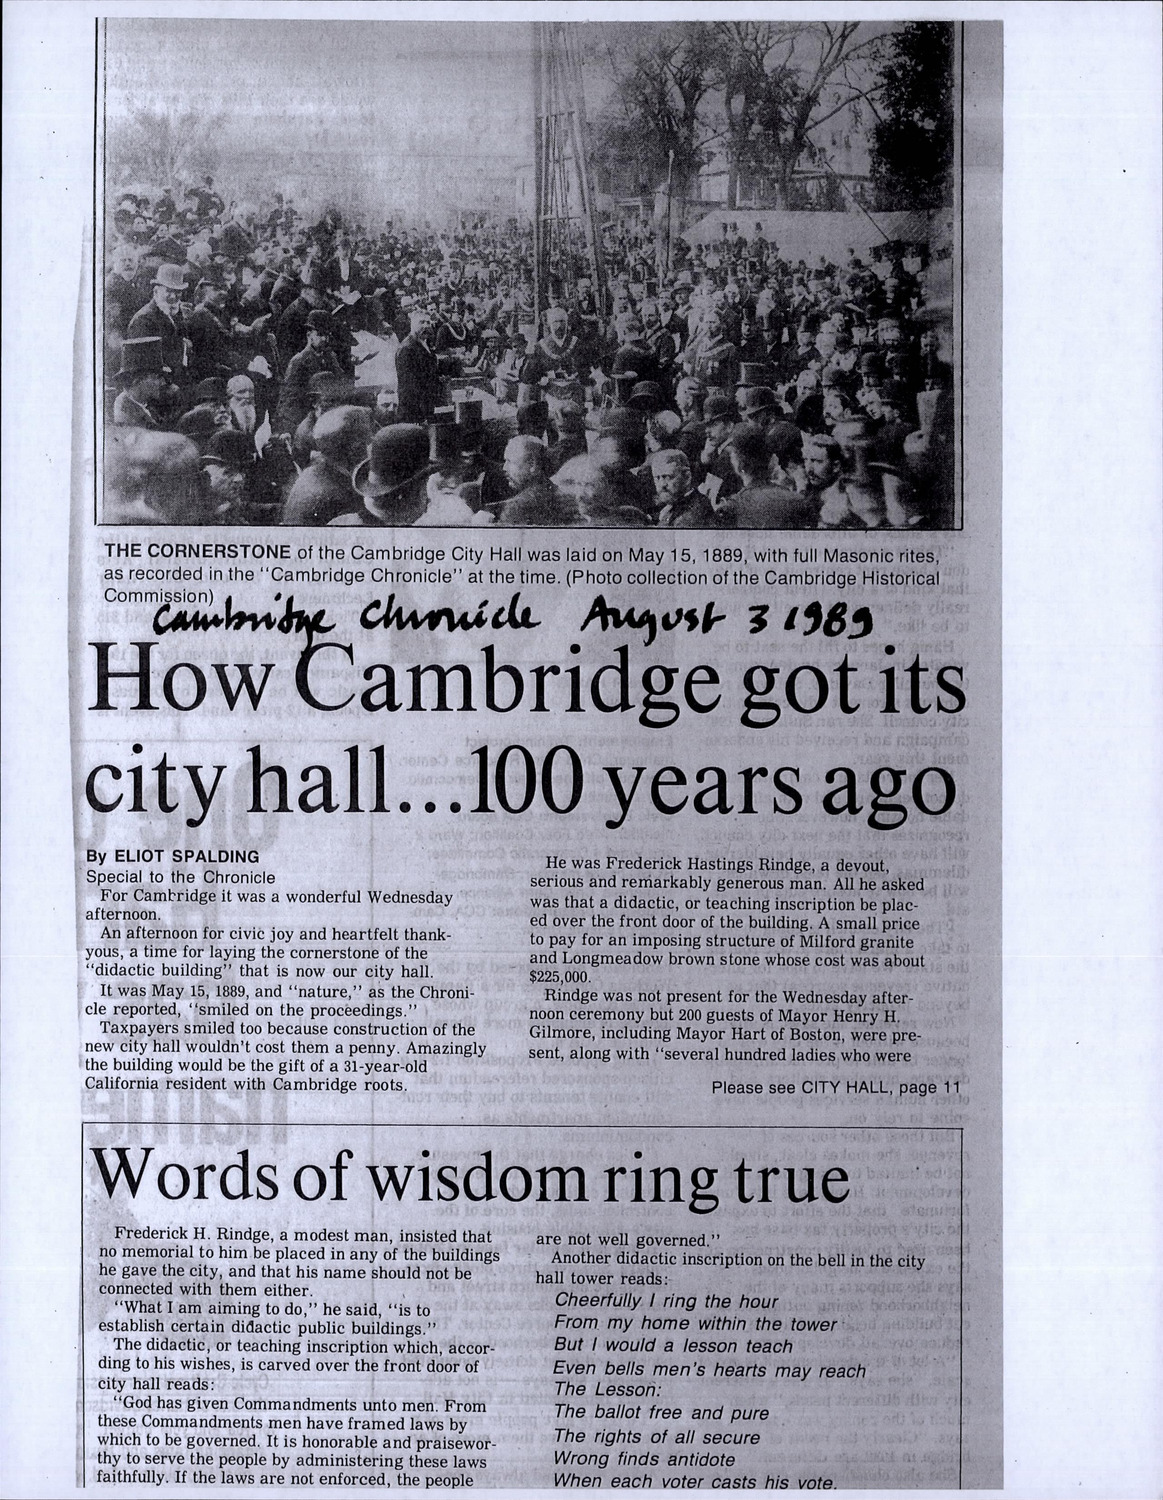 THE CORNERSTONE of the Cambridge City Hall was laid on May 15, 1889, with full Masonic rites,
as recorded in the "Cambridge Chronicle" at the time. (Photo collection of the Cambridge Historical
Commission)
Cambridge Chronicle August 3 1989
How Cambridge got its
city hall...100 years ago
By ELIOT SPALDING
Special to the Chronicle
For Cambridge it was a wonderful Wednesday
afternoon.
An afternoon for civic joy and heartfelt thank-
yous, a time for laying the cornerstone of the
"didactic building" that is now our city hall.
It was May 15, 1889, and "nature," as the Chroni-
cle reported, "smiled on the proceedings."
Taxpayers smiled too because construction of the
new city hall wouldn't cost them a penny. Amazingly
the building would be the gift of a 31-year-old
California resident with Cambridge roots.
He was Frederick Hastings Rindge, a devout,
serious and remarkably generous man. All he asked
was that a didactic, or teaching inscription be plac-
ed over the front door of the building. A small price
to pay for an imposing structure of Milford granite
and Longmeadow brown stone whose cost was about
$225,000.
Rindge was not present for the Wednesday after-
noon ceremony but 200 guests of Mayor Henry H.
Gilmore, including Mayor Hart of Boston, were pre-
sent, along with "several hundred ladies who were
Please see CITY HALL, page 11
Words of wisdom ring true
Frederick H. Rindge, a modest man, insisted that
no memorial to him be placed in any of the buildings
he gave the city, and that his name should not be
connected with them either.
"What I am aiming to do," he said, "is to
establish certain didactic public buildings."
The didactic, or teaching inscription which, accor-
ding to his wishes, is carved over the front door of
city hall reads:
"God has given Commandments unto men. From
these Commandments men have framed laws by
which to be governed. It is honorable and praisewor-
thy to serve the people by administering these laws
faithfully. If the laws are not enforced, the people
are not well governed."
Another didactic inscription on the bell in the city
hall tower reads:
Cheerfully I ring the hour
From my home within the tower
But I would a lesson teach
Even bells men's hearts may reach
The Lesson:
The ballot free and pure
The rights of all secure
Wrong finds antidote
When each voter casts his vote.